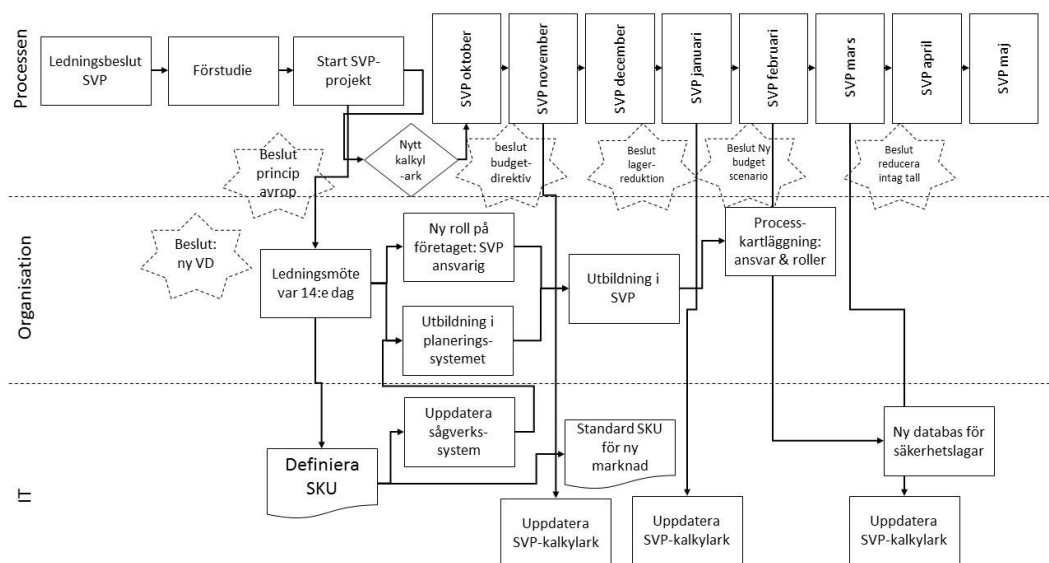 Processen
Ledningsbeslut
SVP
Förstudie
Start SVP-
projekt
SVP oktober
SVP november
SVP december
SVP januari
SVP februari
SVP mars
SVP april
SVP maj
Beslut
princip
avrop
Nytt
kalkyl
-ark
beslut
budget-
direktiv
Beslut
lager-
reduktion
Beslut Ny
budget
scenario
Beslut
reducera
intag tall
Organisation
Beslut:
ny VD
Ledningsmöte
var 14:e dag
Ny roll på
företaget: SVP
ansvarig
Utbildning i
planerings-
systemet
Utbildning i
SVP
Process-
kartläggning:
ansvar & roller
IT
Definiera
SKU
Uppdatera
sågverks-
system
Standard SKU
för ny
marknad
Ny databas för
säkerhetslagar
Uppdatera
SVP-kalkylark
Uppdatera
SVP-kalkylark
Uppdatera
SVP-kalkylark